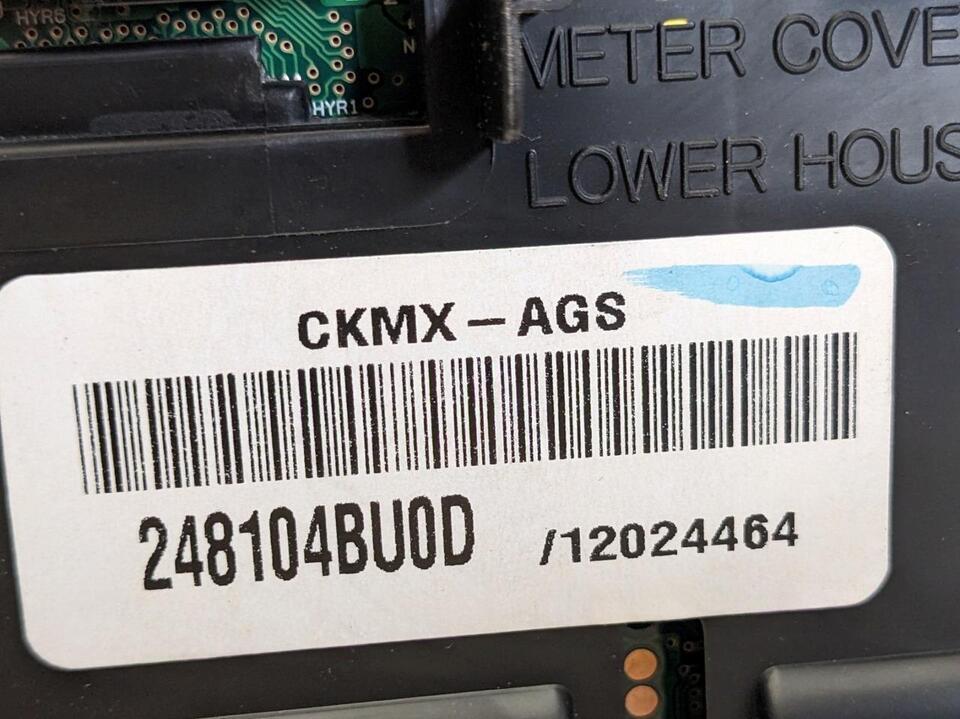 HYR6
HYR1
METER COVE
LOWER HOUS
CKMX-AGS
248104BU0D /12024464